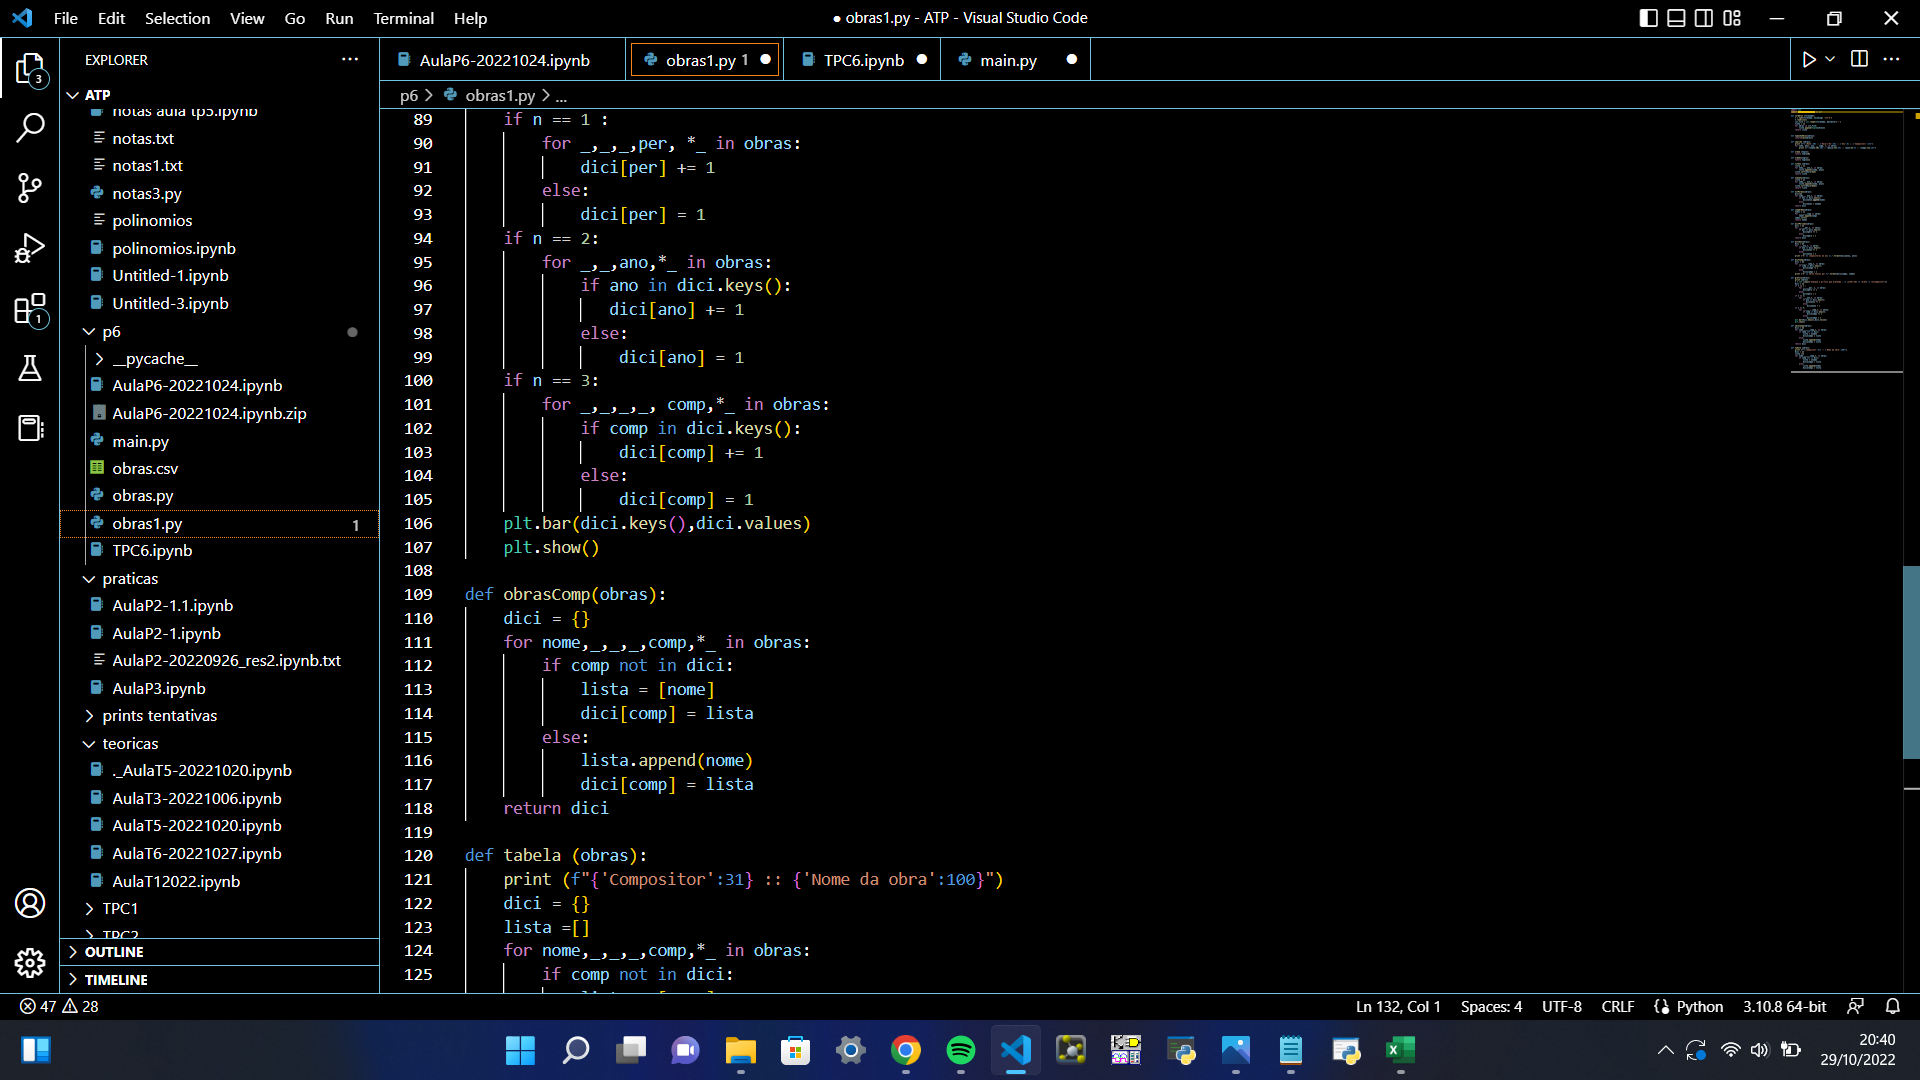 File Edit Selection View Go Run Terminal Help
● obras1.py - ATP - Visual Studio Code
EXPLORER ...
AulaP6-20221024.ipynb
obras1.py 1 ●
TPC6.ipynb ●
main.py ●
p6 > obras1.py > ...
3
1
ATP
notas aula tp5.ipynb
notas.txt
notas1.txt
notas3.py
polinomios
polinomios.ipynb
Untitled-1.ipynb
Untitled-3.ipynb
p6
__pycache__
AulaP6-20221024.ipynb
AulaP6-20221024.ipynb.zip
main.py
obras.csv
obras.py
obras1.py 1
TPC6.ipynb
praticas
AulaP2-1.1.ipynb
AulaP2-1.ipynb
AulaP2-20220926_res2.ipynb.txt
AulaP3.ipynb
prints tentativas
teoricas
._AulaT5-20221020.ipynb
AulaT3-20221006.ipynb
AulaT5-20221020.ipynb
AulaT6-20221027.ipynb
AulaT12022.ipynb
TPC1
TPC2
OUTLINE
TIMELINE
89 if n == 1 :
90 for _,_,_,per, *_ in obras:
91 dici[per] += 1
92 else:
93 dici[per] = 1
94 if n == 2:
95 for _,_,ano,*_ in obras:
96 if ano in dici.keys():
97 dici[ano] += 1
98 else:
99 dici[ano] = 1
100 if n == 3:
101 for _,_,_,_, comp,*_ in obras:
102 if comp in dici.keys():
103 dici[comp] += 1
104 else:
105 dici[comp] = 1
106 plt.bar(dici.keys(),dici.values)
107 plt.show()
108
109 def obrasComp(obras):
110 dici = {}
111 for nome,_,_,_,comp,*_ in obras:
112 if comp not in dici:
113 lista = [nome]
114 dici[comp] = lista
115 else:
116 lista.append(nome)
117 dici[comp] = lista
118 return dici
119
120 def tabela (obras):
121 print (f"{'Compositor':31} :: {'Nome da obra':100}")
122 dici = {}
123 lista =[]
124 for nome,_,_,_,comp,*_ in obras:
125 if comp not in dici:
47 28
Ln 132, Col 1 Spaces: 4 UTF-8 CRLF Python 3.10.8 64-bit
20:40
29/10/2022